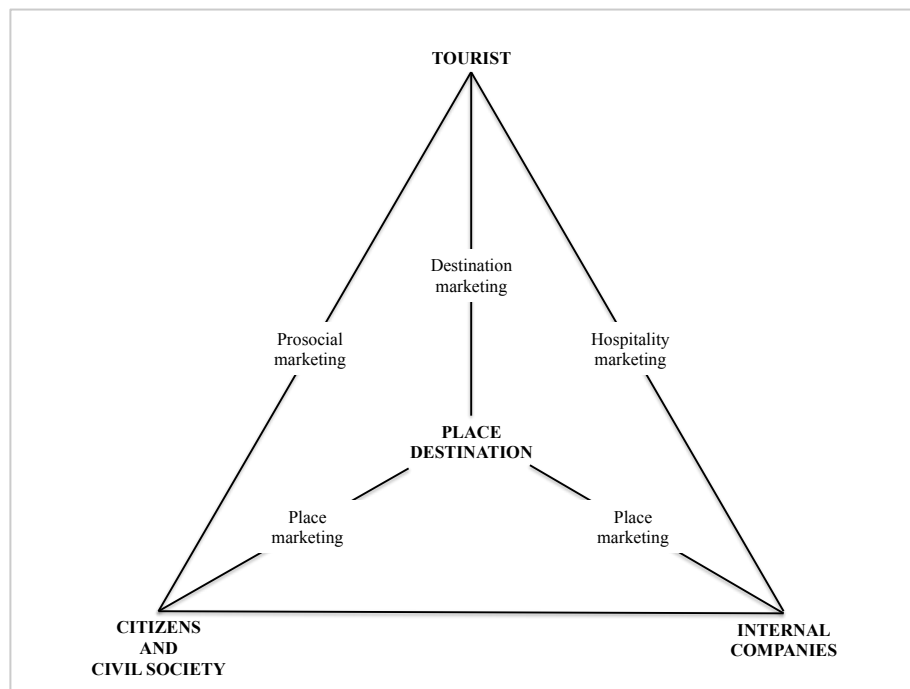 TOURIST
Destination
marketing
Prosocial
marketing
Hospitality
marketing
PLACE
DESTINATION
Place
marketing
Place
marketing
CITIZENS
AND
CIVIL SOCIETY
INTERNAL
COMPANIES